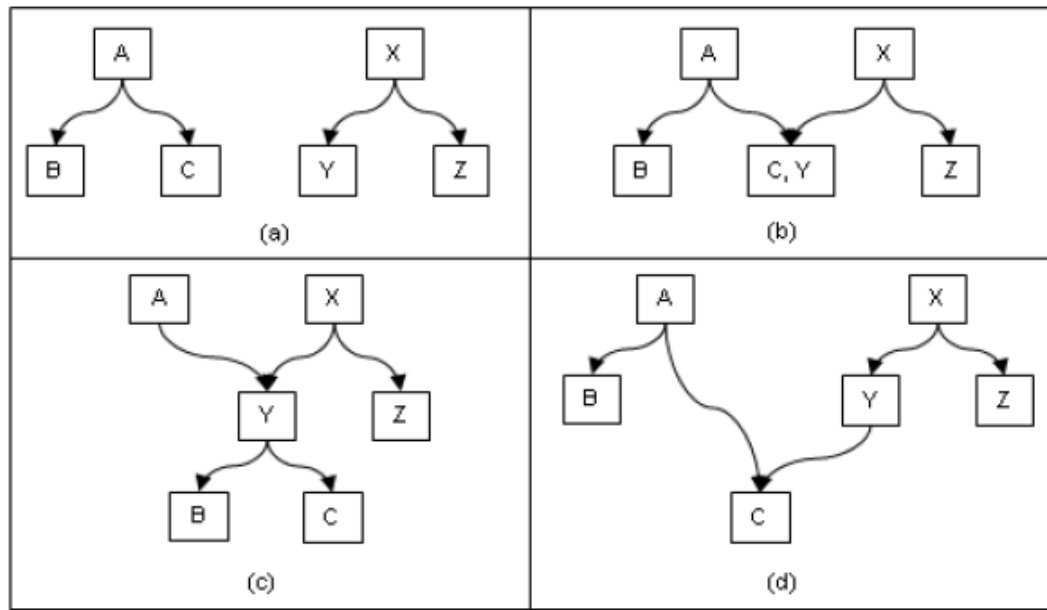 A X
B C Y Z
(a)
A X
B C, Y Z
(b)
A X
Y Z
B C
(c)
A X
B Y Z
C
(d)